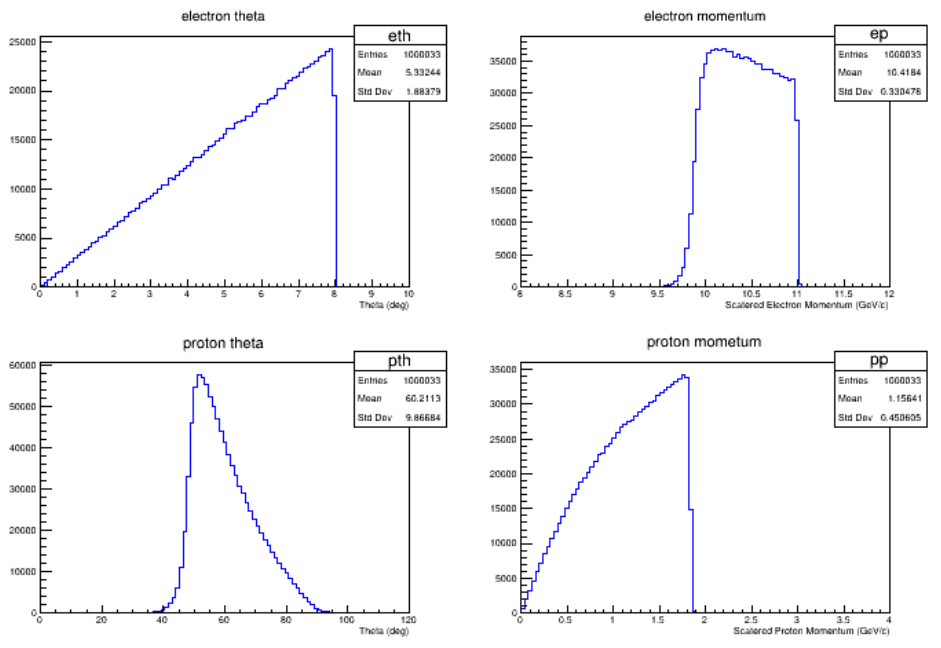 electron theta
eth
Entries 1000033
Mean 5.33244
Std Dev 1.88379
25000
20000
15000
10000
5000
0
0 1 2 3 4 5 6 7 8 9 10
Theta (deg)
electron momentum
ep
Entries 1000033
Mean 10.4184
Std Dev 0.330478
35000
30000
25000
20000
15000
10000
5000
0
8 8.5 9 9.5 10 10.5 11 11.5 12
Scalered Electron Momentum (GeV/c)
proton theta
pth
Entries 1000033
Mean 60.2113
Std Dev 9.86684
60000
50000
40000
30000
20000
10000
0
0 20 40 60 80 100 120
Theta (deg)
proton mometum
pp
Entries 1000033
Mean 1.15641
Std Dev 0.450605
35000
30000
25000
20000
15000
10000
5000
0
0 0.5 1 1.5 2 2.5 3 3.5 4
Scalered Proton Momentum (GeV/c)